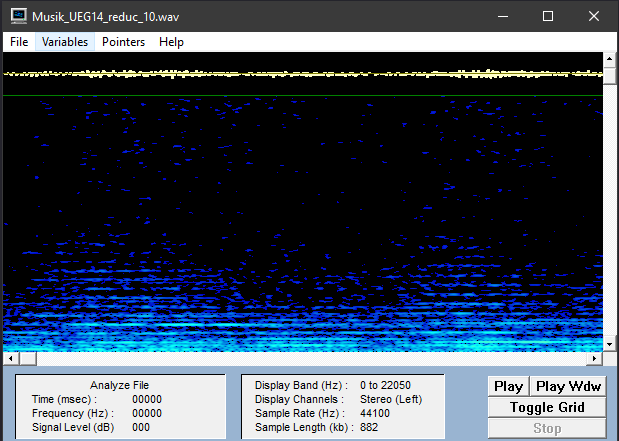 Musik_UEG14_reduc_10.wav
File Variables Pointers Help
Analyze File
Time (msec) : 00000
Frequency (Hz) : 00000
Signal Level (dB) 000
Display Band (Hz) : 0 to 22050
Display Channels : Stereo (Left)
Sample Rate (Hz) : 44100
Sample Length (kb) : 882
Play Play Wdw
Toggle Grid
Stop